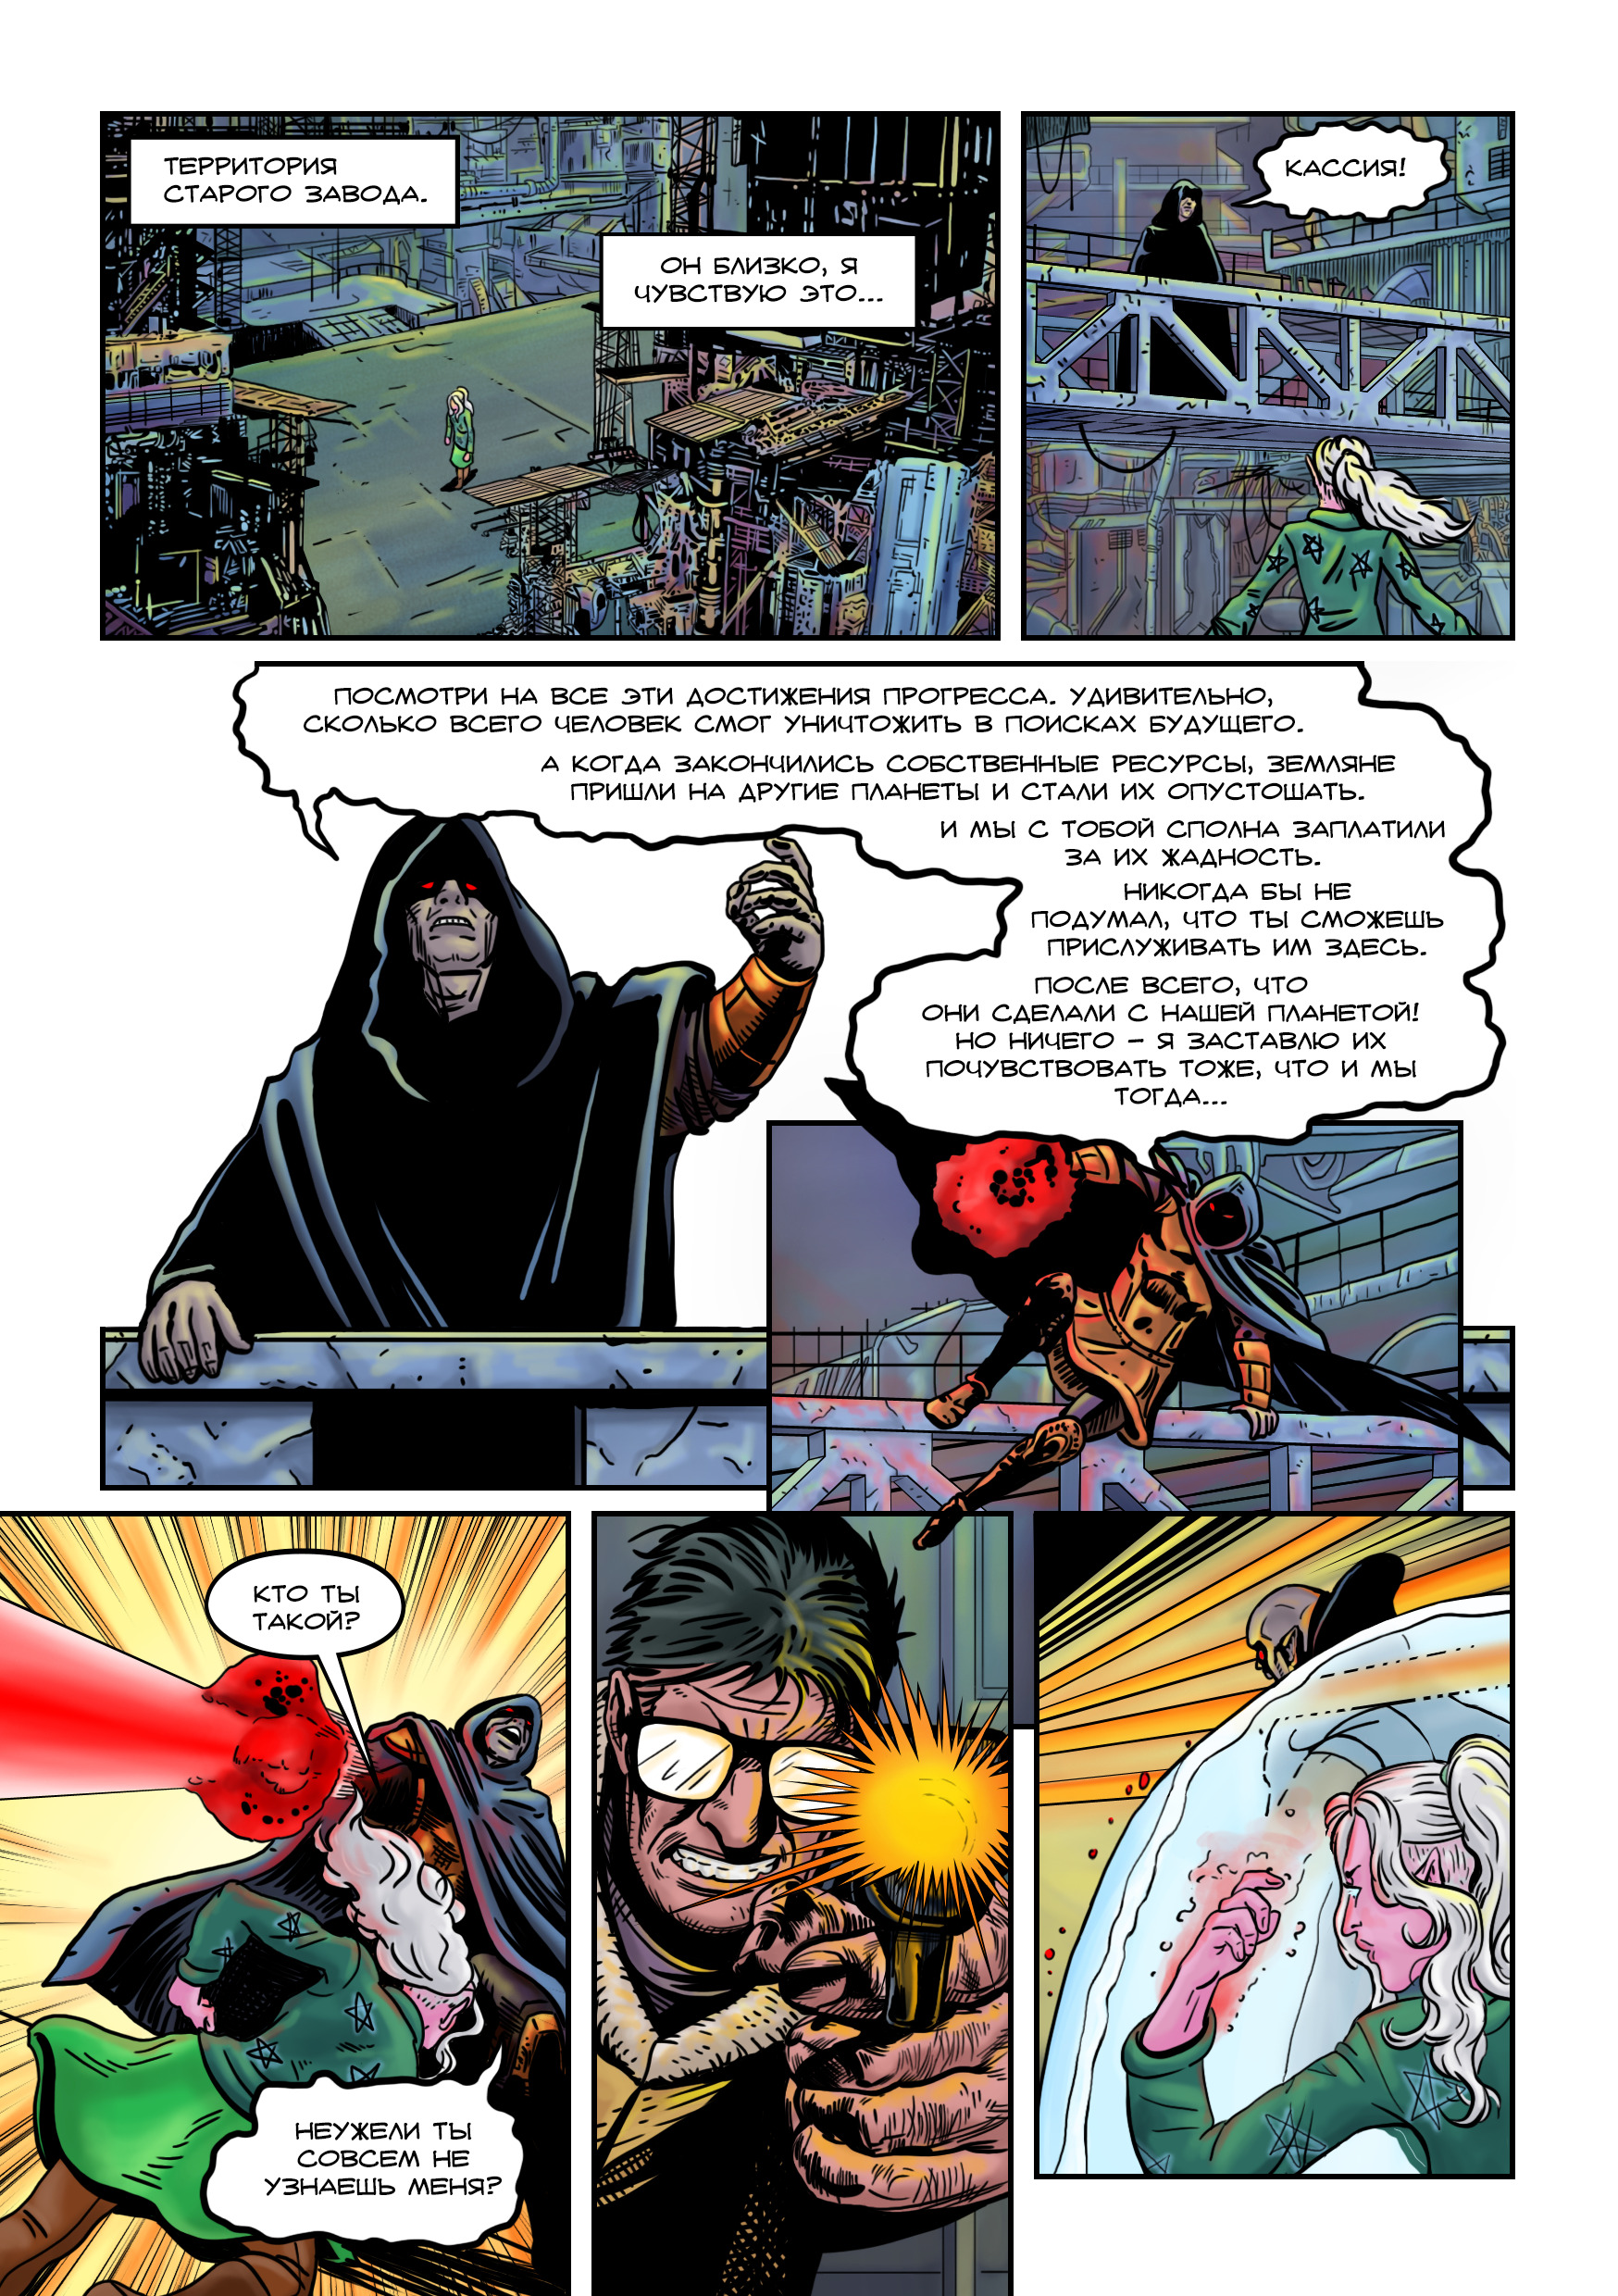 ТЕРРИТОРИЯ
СТАРОГО ЗАВОДА.
ОН БЛИЗКО, Я
ЧУВСТВУЮ ЭТО...
КАССИЯ!
ПОСМОТРИ НА ВСЕ ЭТИ ДОСТИЖЕНИЯ ПРОГРЕССА. УДИВИТЕЛЬНО,
СКОЛЬКО ВСЕГО ЧЕЛОВЕК СМОГ УНИЧТОЖИТЬ В ПОИСКАХ БУДУЩЕГО.
А КОГДА ЗАКОНЧИЛИСЬ СОБСТВЕННЫЕ РЕСУРСЫ, ЗЕМЛЯНЕ
ПРИШЛИ НА ДРУГИЕ ПЛАНЕТЫ И СТАЛИ ИХ ОПУСТОШАТЬ.
И МЫ С ТОБОЙ СПОЛНА ЗАПЛАТИЛИ
ЗА ИХ ЖАДНОСТЬ.
НИКОГДА БЫ НЕ
ПОДУМАЛ, ЧТО ТЫ СМОЖЕШЬ
ПРИСЛУЖИВАТЬ ИМ ЗДЕСЬ.
ПОСЛЕ ВСЕГО, ЧТО
ОНИ СДЕЛАЛИ С НАШЕЙ ПЛАНЕТОЙ!
НО НИЧЕГО – Я ЗАСТАВЛЮ ИХ
ПОЧУВСТВОВАТЬ ТОЖЕ, ЧТО И МЫ
ТОГДА...
КТО ТЫ
ТАКОЙ?
НЕУЖЕЛИ ТЫ
СОВСЕМ НЕ
УЗНАЕШЬ МЕНЯ?